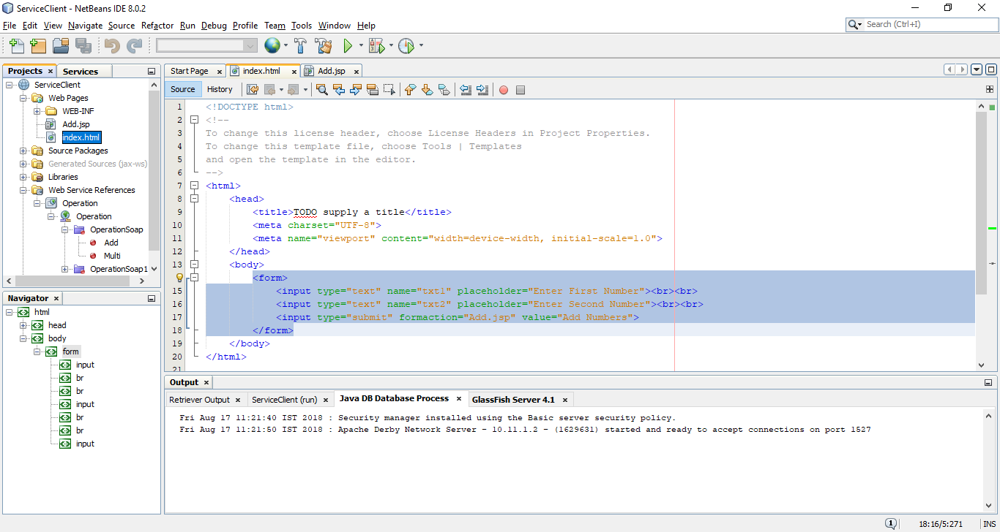 ServiceClient - NetBeans IDE 8.0.2
File Edit View Navigate Source Refactor Run Debug Profile Team Tools Window Help
Search (Ctrl+I)
Projects × Services
ServiceClient
Web Pages
WEB-INF
Add.jsp
index.html
Source Packages
Generated Sources (jax-ws)
Libraries
Web Service References
Operation
Operation
OperationSoap
Add
Multi
OperationSoap1
Navigator ×
html
head
body
form
input
br
br
input
br
br
input
Start Page × index.html × Add.jsp ×
Source History
1 <!DOCTYPE html>
2 <!--
3 To change this license header, choose License Headers in Project Properties.
4 To change this template file, choose Tools | Templates
5 and open the template in the editor.
6 -->
7 <html>
8 <head>
9 <title>TODO supply a title</title>
10 <meta charset="UTF-8">
11 <meta name="viewport" content="width=device-width, initial-scale=1.0">
12 </head>
13 <body>
<form>
15 <input type="text" name="txt1" placeholder="Enter First Number"><br><br>
16 <input type="text" name="txt2" placeholder="Enter Second Number"><br><br>
17 <input type="submit" formaction="Add.jsp" value="Add Numbers">
18 </form>
19 </body>
20 </html>
21
Output ×
Retriever Output × ServiceClient (run) × Java DB Database Process × GlassFish Server 4.1 ×
Fri Aug 17 11:21:40 IST 2018 : Security manager installed using the Basic server security policy.
Fri Aug 17 11:21:50 IST 2018 : Apache Derby Network Server - 10.11.1.2 - (1629631) started and ready to accept connections on port 1527
1 18:16/5:271 INS